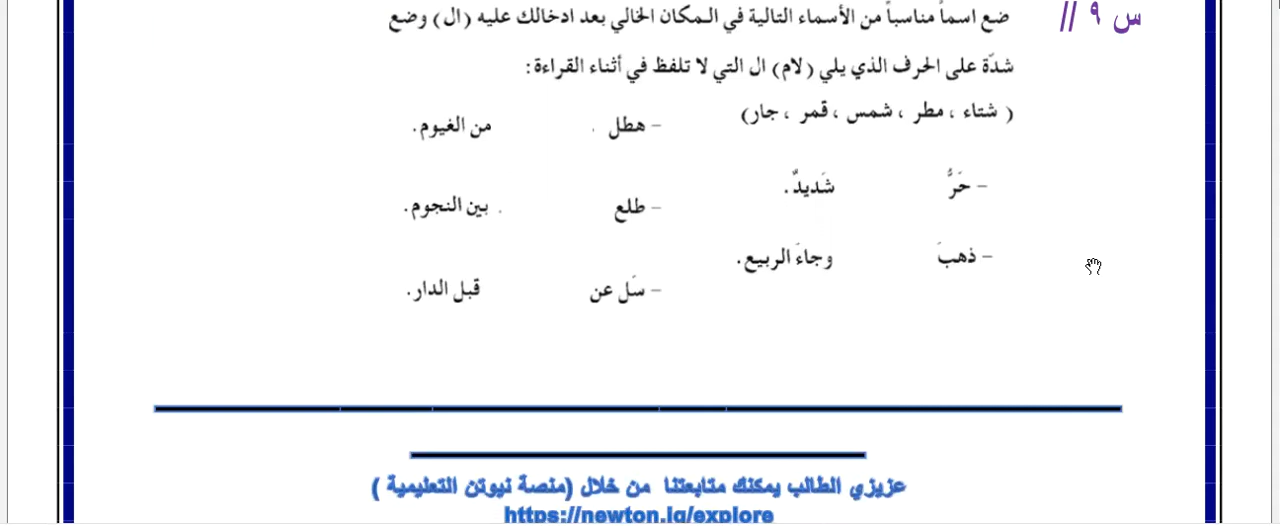 س ٩ //
ضع اسماً مناسباً من الأسماء التالية في المكان الخالي بعد ادخالك عليه (ال) وضع
شدّة على الحرف الذي يلي (لام) ال التي لا تلفظ في أثناء القراءة:
( شتاء ، مطر ، شمس ، قمر ، جار)
- هطل . من الغيوم.
- حَرُّ شَديدٌ.
- طلع . بين النجوم.
- ذهبَ وجاءَ الربيع.
- سَل عن قبل الدار.
عزيزي الطالب يمكنك متابعتنا من خلال (منصة نيوتن التعليمية )
https://newton.iq/explore